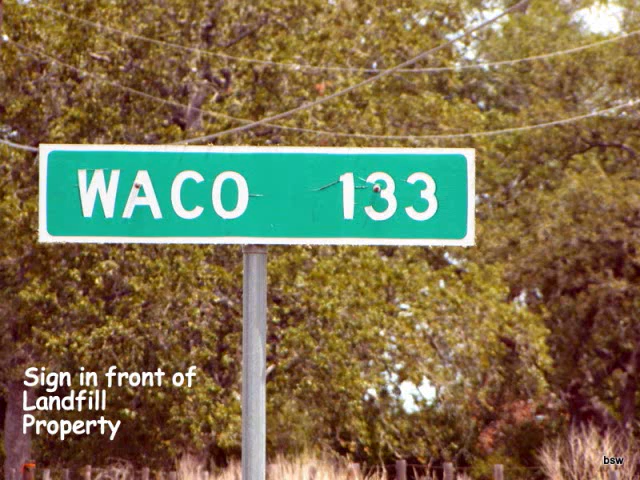 WACO 133
Sign in front of
Landfill
Property
bsw